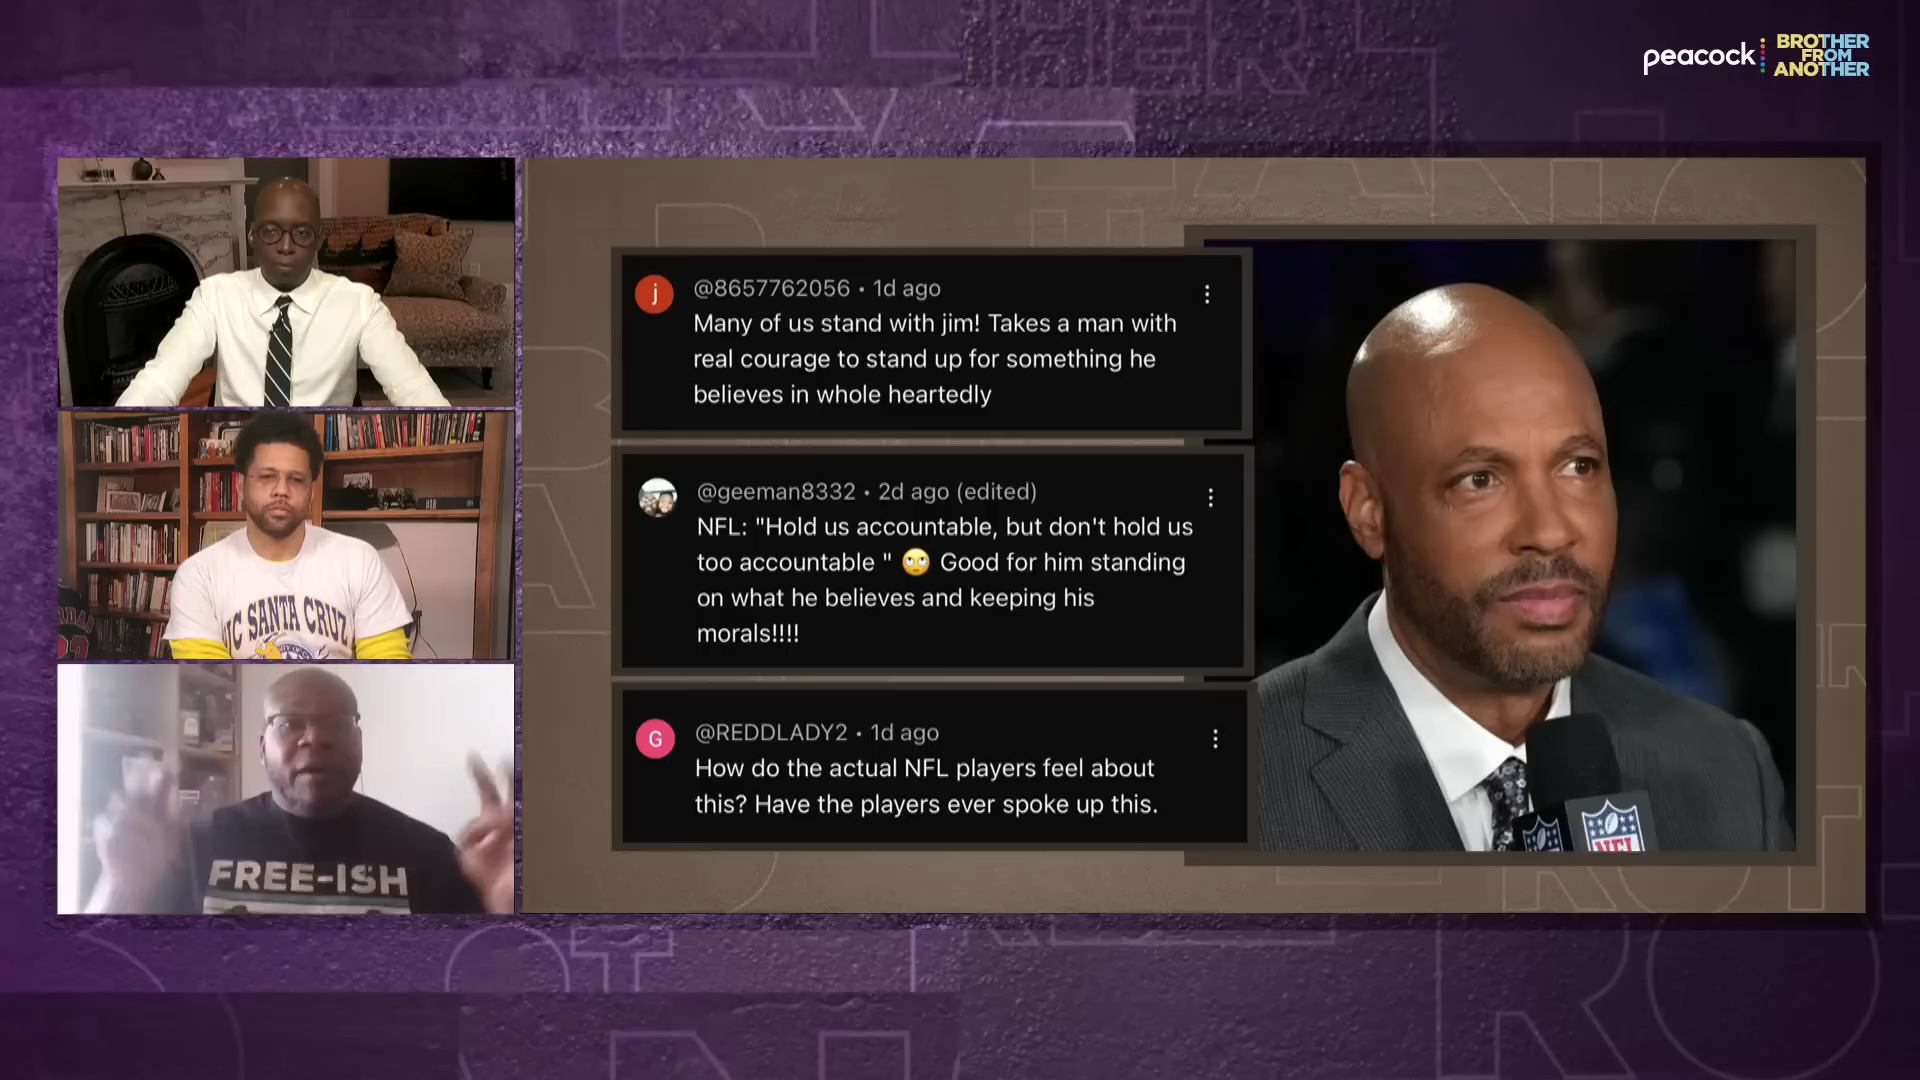 peacock
BROTHER
FROM
ANOTHER
j
@8657762056 • 1d ago
Many of us stand with jim! Takes a man with
real courage to stand up for something he
believes in whole heartedly
@geeman8332 • 2d ago (edited)
NFL: "Hold us accountable, but don't hold us
too accountable " 🙄 Good for him standing
on what he believes and keeping his
morals!!!!
G
@REDDLADY2 • 1d ago
How do the actual NFL players feel about
this? Have the players ever spoke up this.
UC SANTA CRUZ
FREE-ISH
NFL